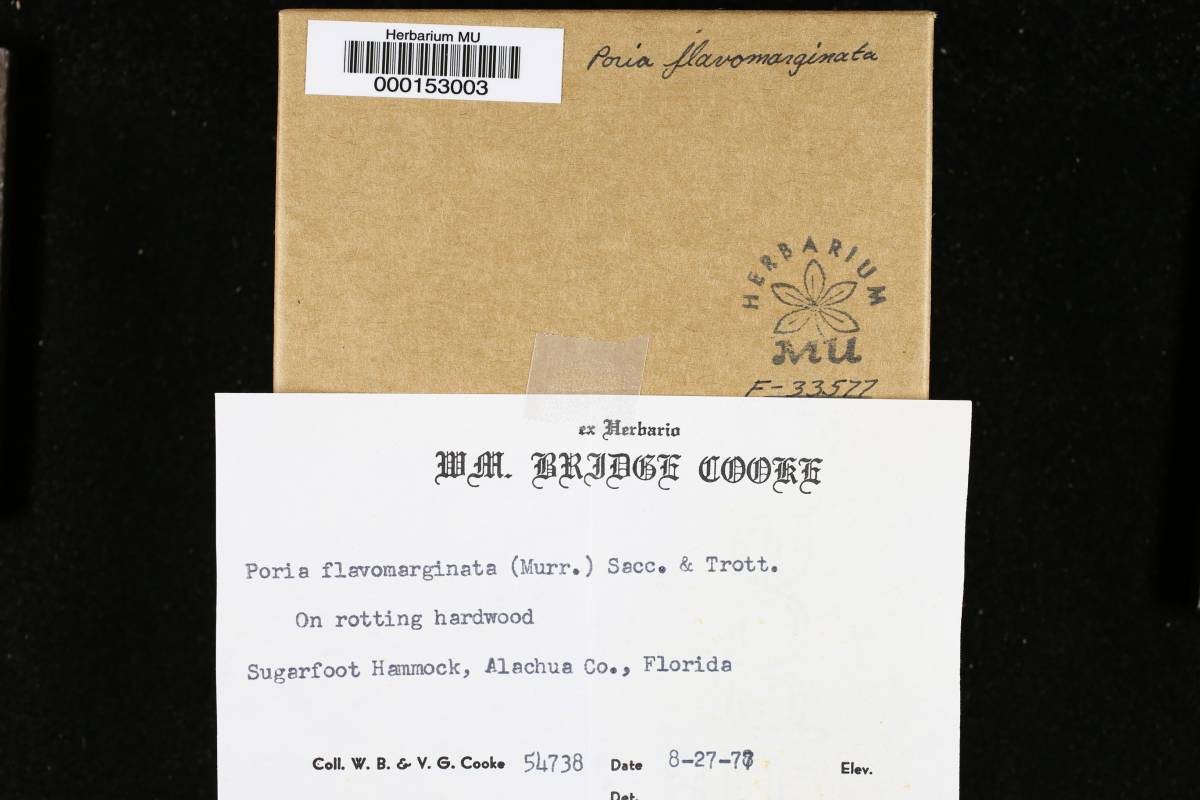 Herbarium MU
000153003
Poria flavomarginata
HERBARIUM
MU
F-33577
ex Herbario
WM. BRIDGE COOKE
Poria flavomarginata (Murr.) Sacc. & Trott.
On rotting hardwood
Sugarfoot Hammock, Alachua Co., Florida
Coll. W. B. & V. G. Cooke 54738 Date Elev.
Det.